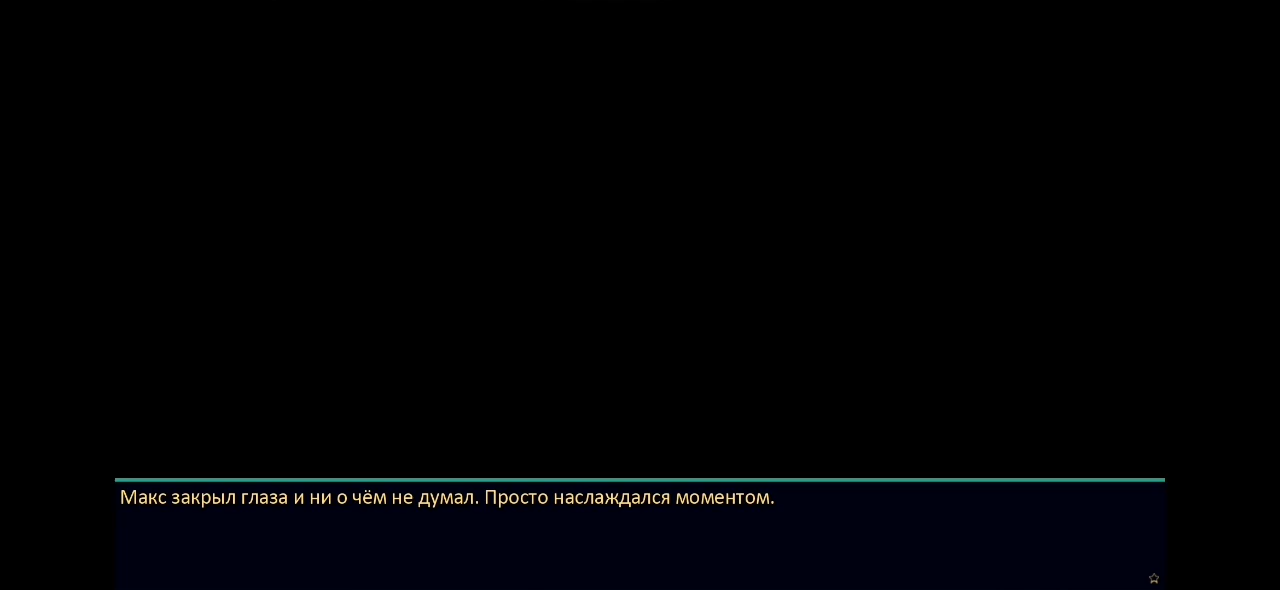 Макс закрыл глаза и ни о чём не думал. Просто наслаждался моментом.